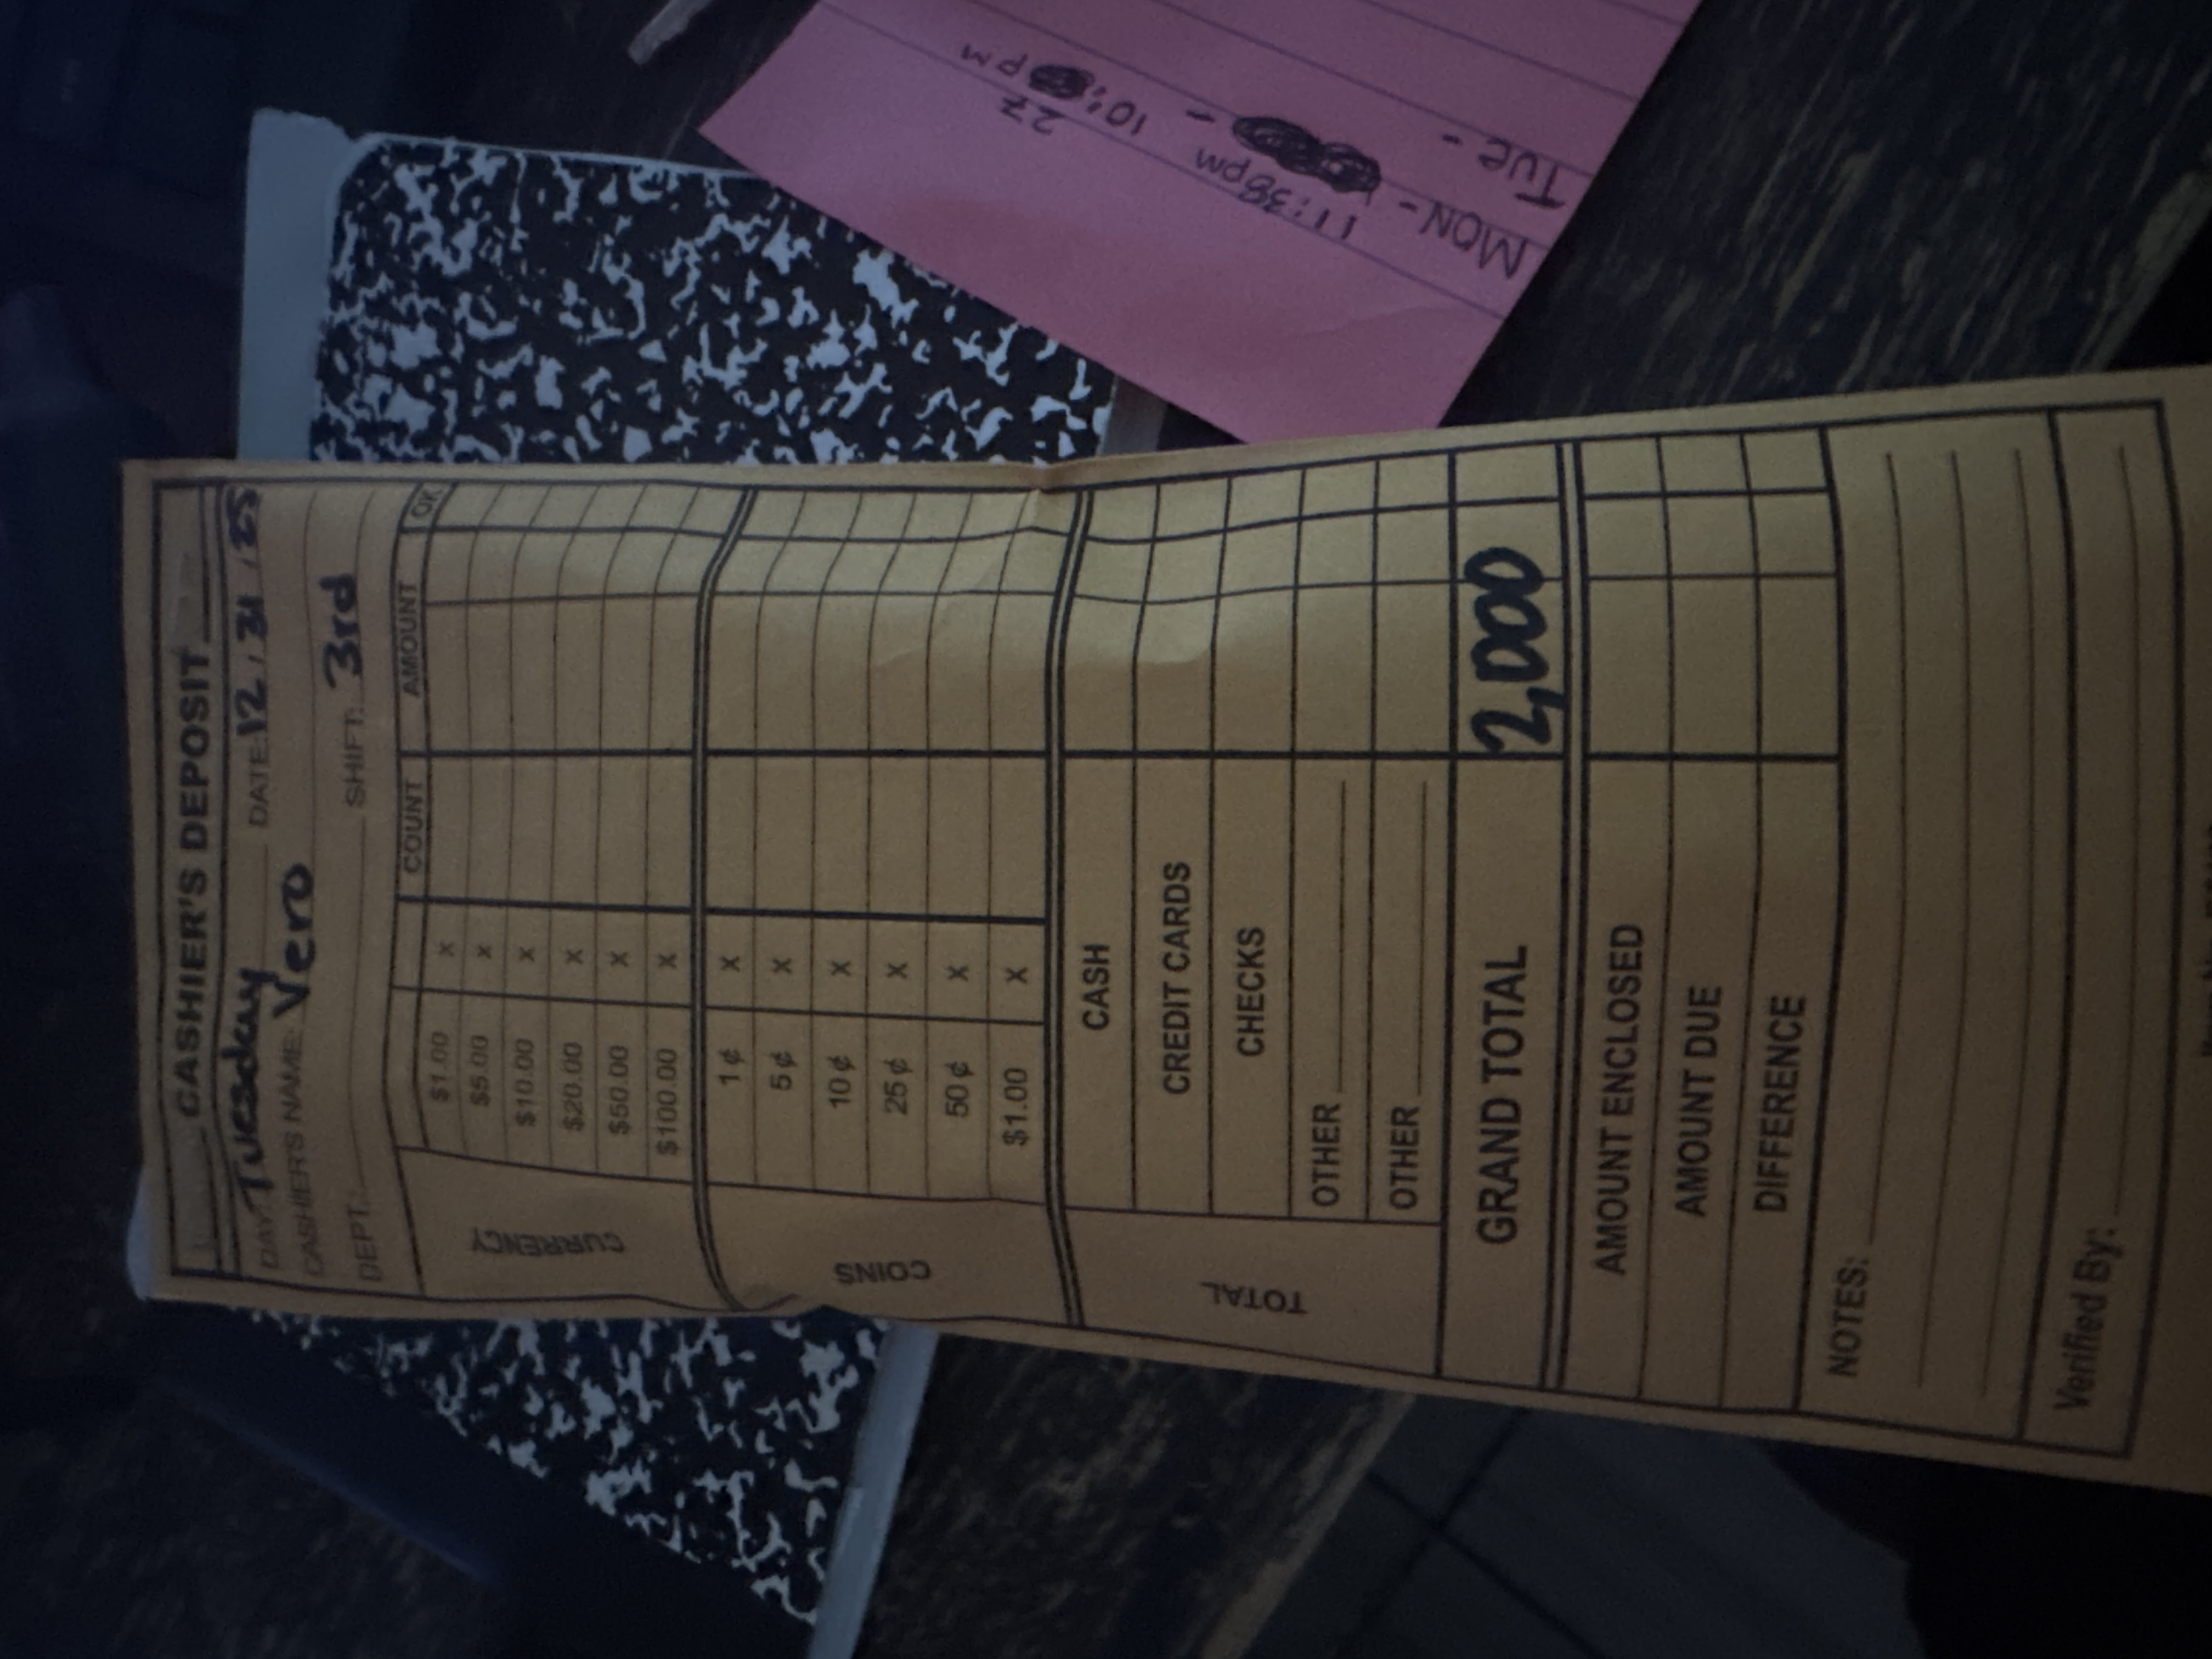 CASHIER'S DEPOSIT
DAY: Tuesday DATE: 12, 31, 25
CASHIER'S NAME: Vero
DEPT: SHIFT: 3rd
COUNT AMOUNT OK
CURRENCY
$1.00 X
$5.00 X
$10.00 X
$20.00 X
$50.00 X
$100.00 X
COINS
1¢ X
5¢ X
10¢ X
25¢ X
50¢ X
$1.00 X
TOTAL
CASH
CREDIT CARDS
CHECKS
OTHER
OTHER
GRAND TOTAL 2,000
AMOUNT ENCLOSED
AMOUNT DUE
DIFFERENCE
NOTES:
Verified By:
11:38pm 27
MON - - 10: pm
Tue -